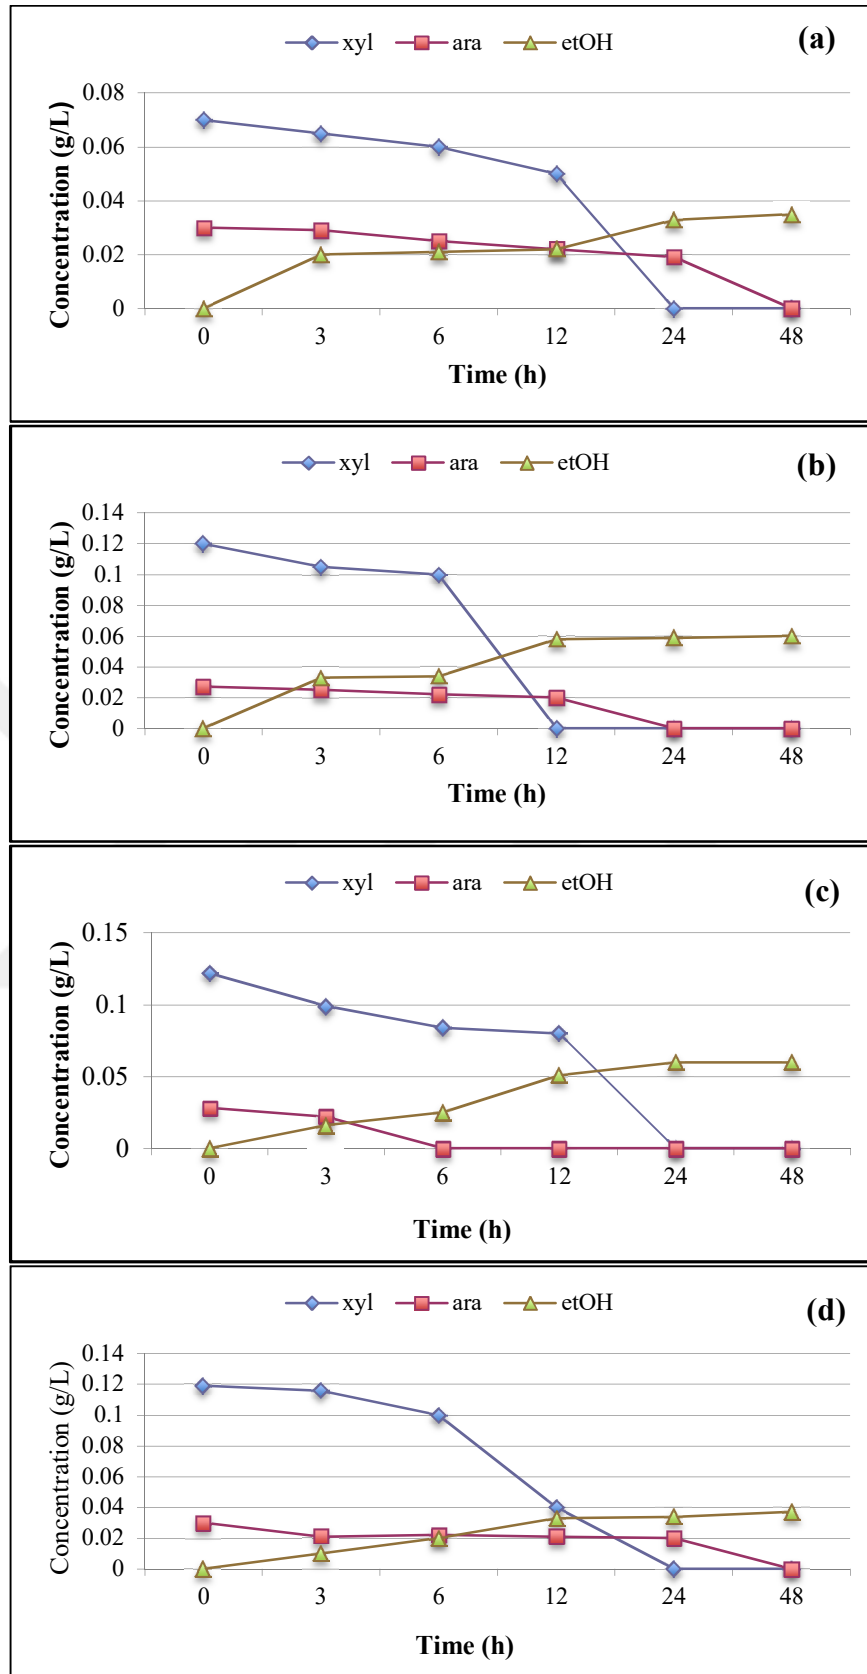 xyl ara etOH (a)
Concentration (g/L)
0.08
0.06
0.04
0.02
0
0 3 6 12 24 48
Time (h)
xyl ara etOH (b)
Concentration (g/L)
0.14
0.12
0.1
0.08
0.06
0.04
0.02
0
0 3 6 12 24 48
Time (h)
xyl ara etOH (c)
Concentration (g/L)
0.15
0.1
0.05
0
0 3 6 12 24 48
Time (h)
xyl ara etOH (d)
Concentration (g/L)
0.14
0.12
0.1
0.08
0.06
0.04
0.02
0
0 3 6 12 24 48
Time (h)